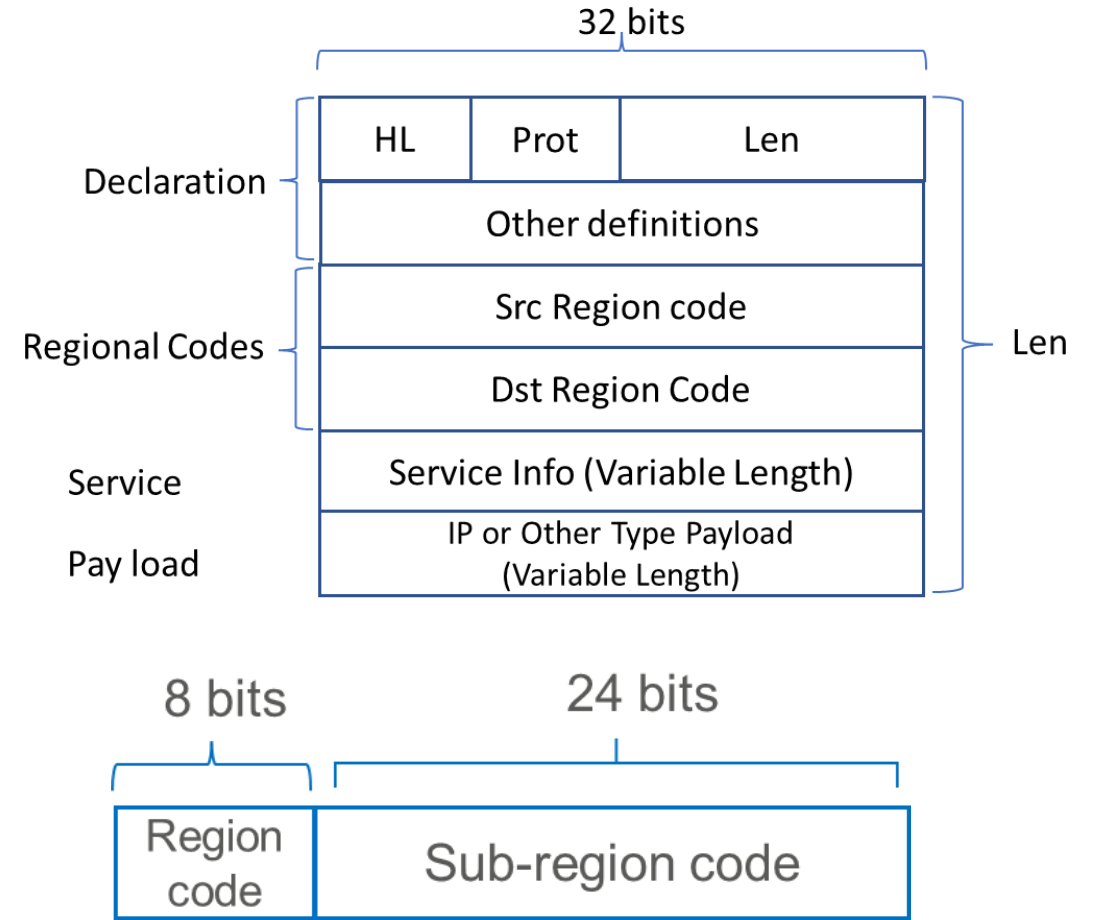 32 bits
HL
Prot
Len
Declaration
Other definitions
Src Region code
Regional Codes
Len
Dst Region Code
Service
Service Info (Variable Length)
Pay load
IP or Other Type Payload
(Variable Length)
8 bits
24 bits
Region
code
Sub-region code